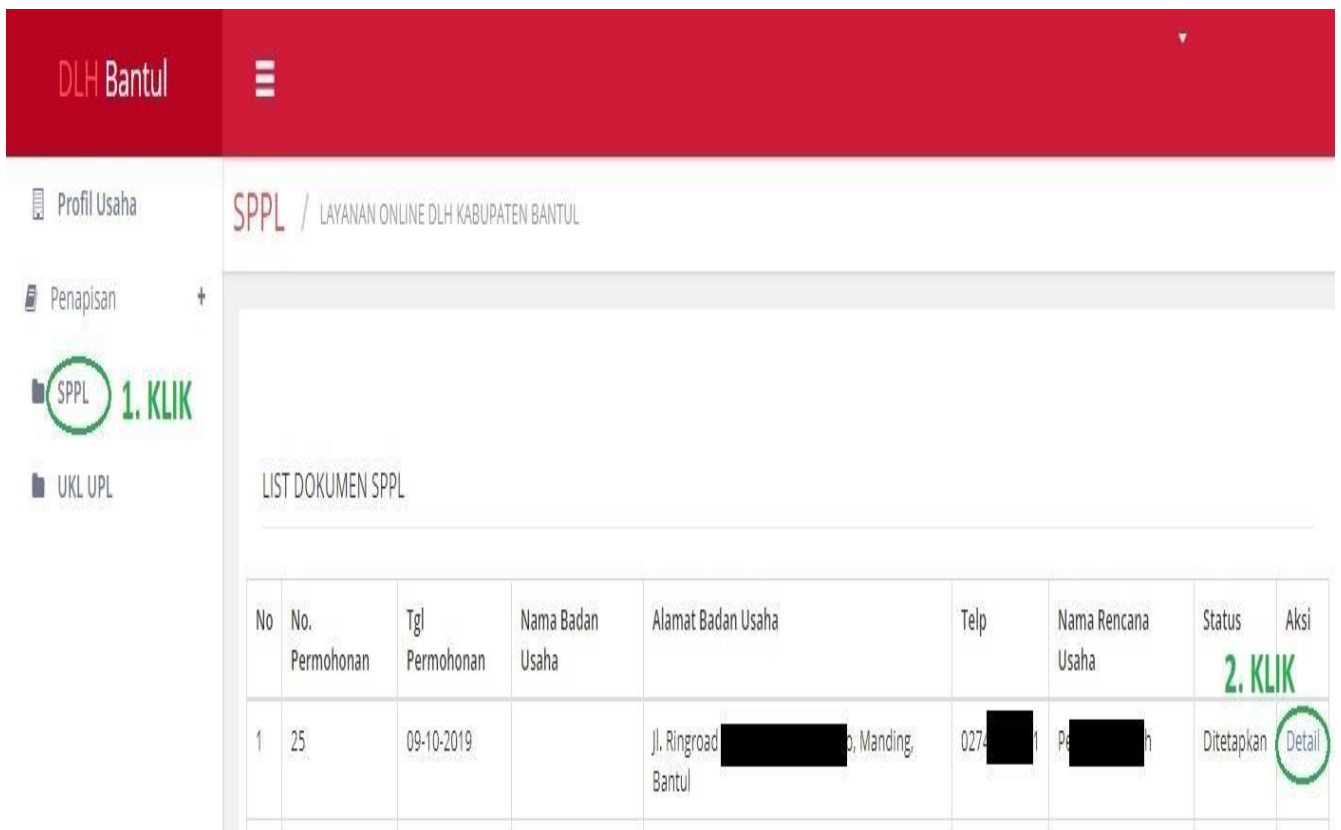 DLH Bantul
Profil Usaha
Penapisan +
SPPL 1. KLIK
UKL UPL
SPPL / LAYANAN ONLINE DLH KABUPATEN BANTUL
LIST DOKUMEN SPPL
No No. Tgl Nama Badan Alamat Badan Usaha Telp Nama Rencana Status Aksi
Permohonan Permohonan Usaha Usaha
2. KLIK
1 25 09-10-2019 Jl. Ringroad , Manding, 0274 1 Pe h Ditetapkan Detail
Bantul